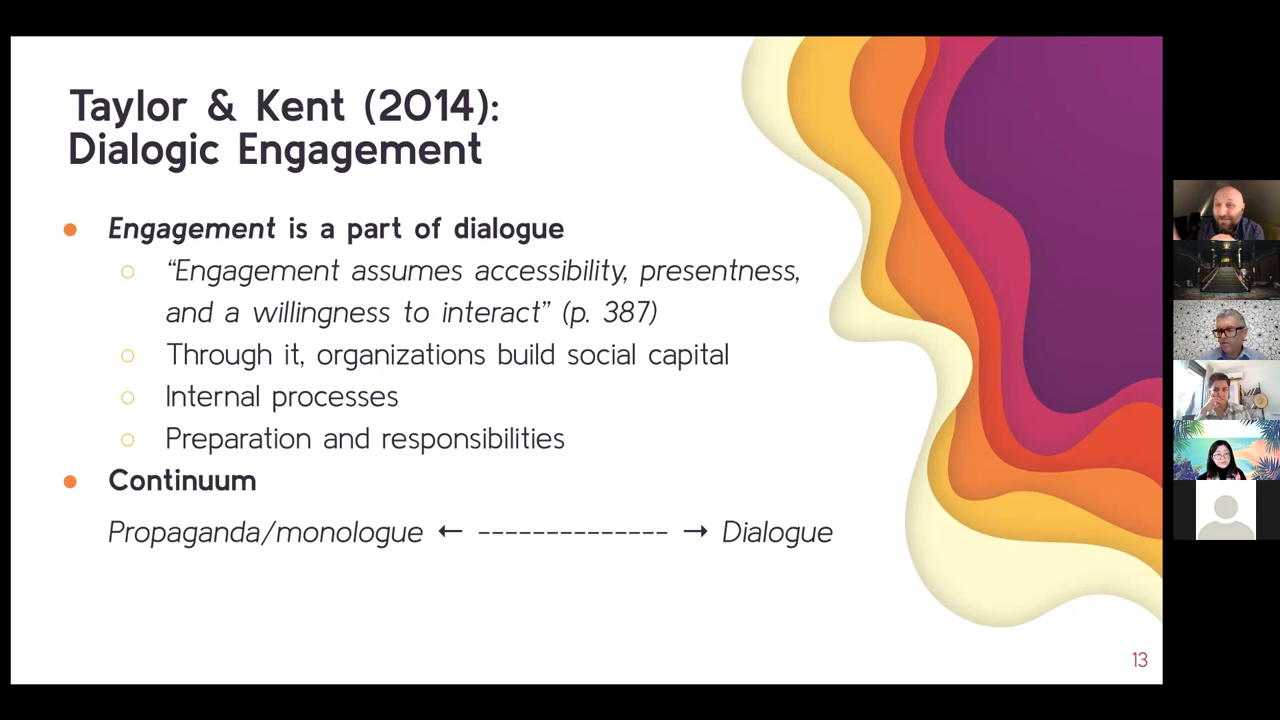 Taylor & Kent (2014):
Dialogic Engagement
● Engagement is a part of dialogue
○ “Engagement assumes accessibility, presentness,
and a willingness to interact” (p. 387)
○ Through it, organizations build social capital
○ Internal processes
○ Preparation and responsibilities
● Continuum
Propaganda/monologue ← -------------- → Dialogue
13